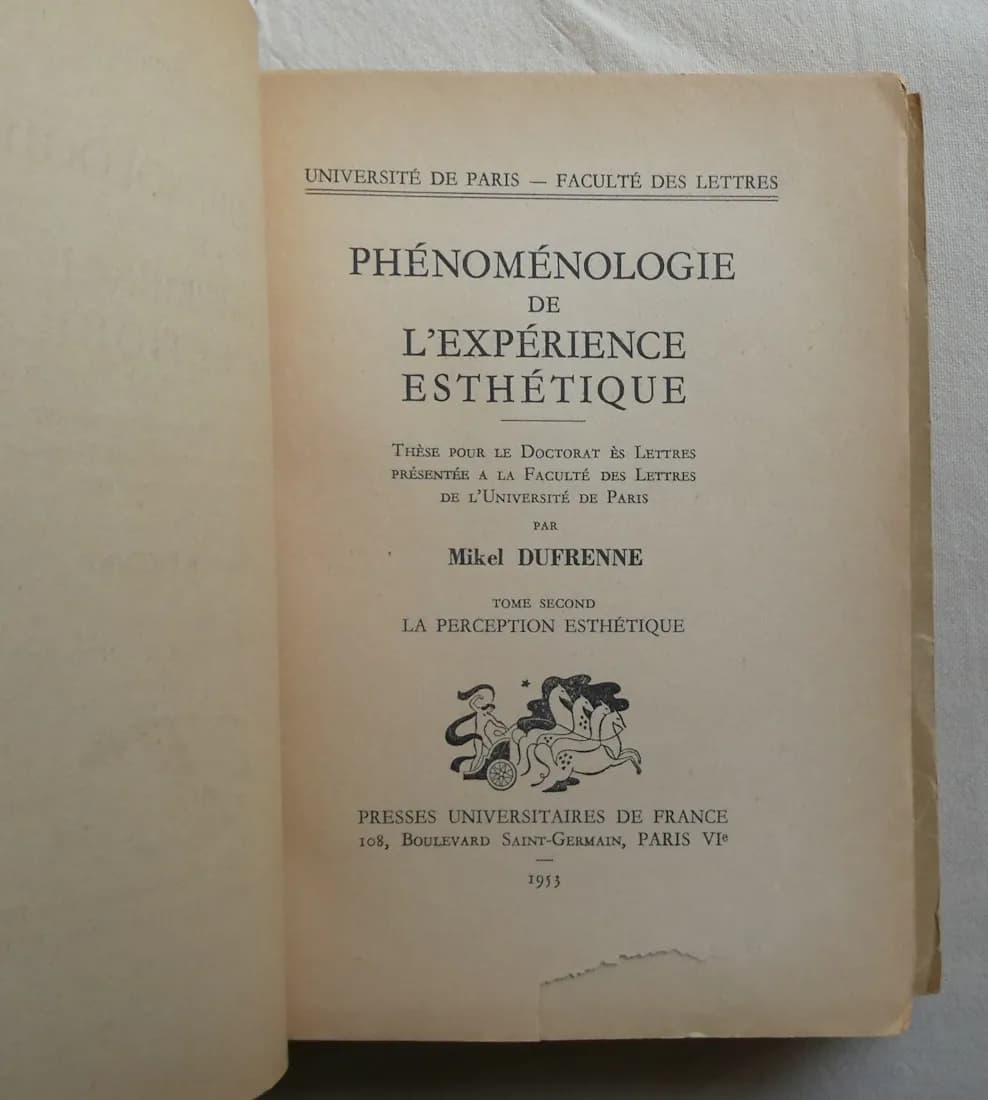 UNIVERSITÉ DE PARIS — FACULTÉ DES LETTRES
PHÉNOMÉNOLOGIE
DE
L'EXPÉRIENCE
ESTHÉTIQUE
Thèse pour le Doctorat ès Lettres
présentée a la Faculté des Lettres
de l'Université de Paris
PAR
Mikel DUFRENNE
TOME SECOND
LA PERCEPTION ESTHÉTIQUE
PRESSES UNIVERSITAIRES DE FRANCE
108, Boulevard Saint-Germain, PARIS VIe
1953